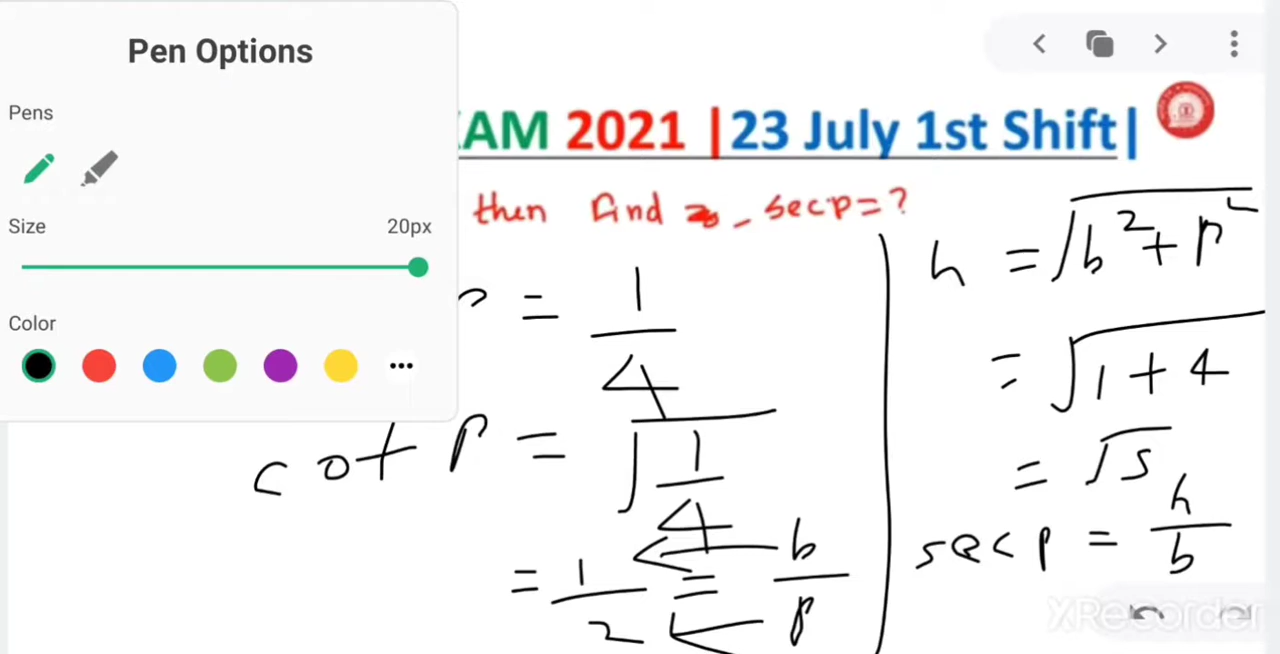 Pen Options
Pens
Size 20px
Color
AM 2021 |23 July 1st Shift|
then find secp=?
= 1/4
cot p = √1/4
= 1/2 = b/p
h = √b²+p²
= √1+4
= √5
secp = h/b
XRecorder